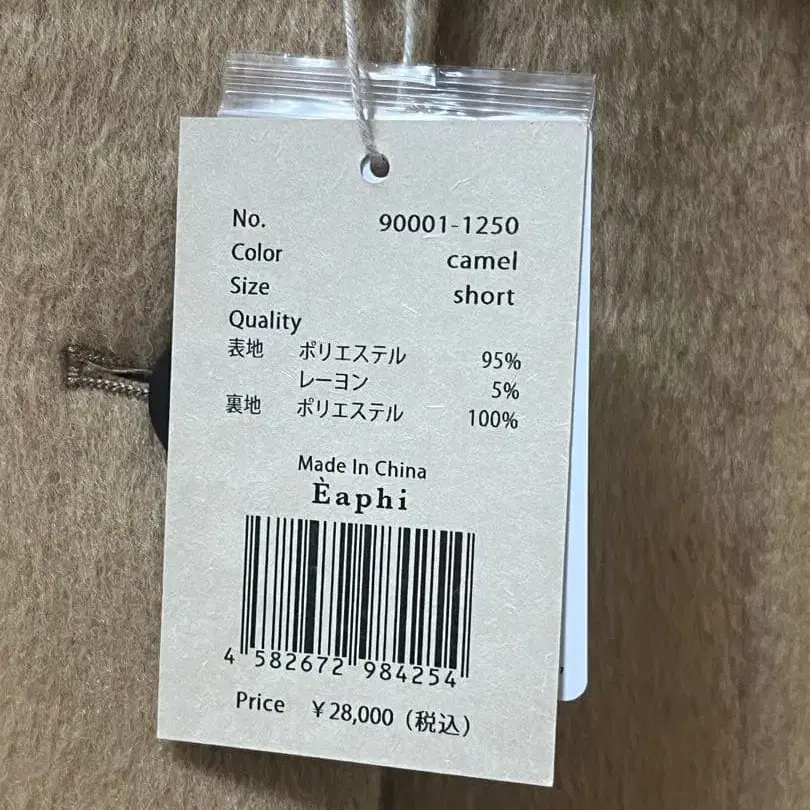 No. 90001-1250
Color camel
Size short
Quality
表地 ポリエステル 95%
レーヨン 5%
裏地 ポリエステル 100%
Made In China
Èaphi
4 582672 984254
Price ￥28,000（税込）